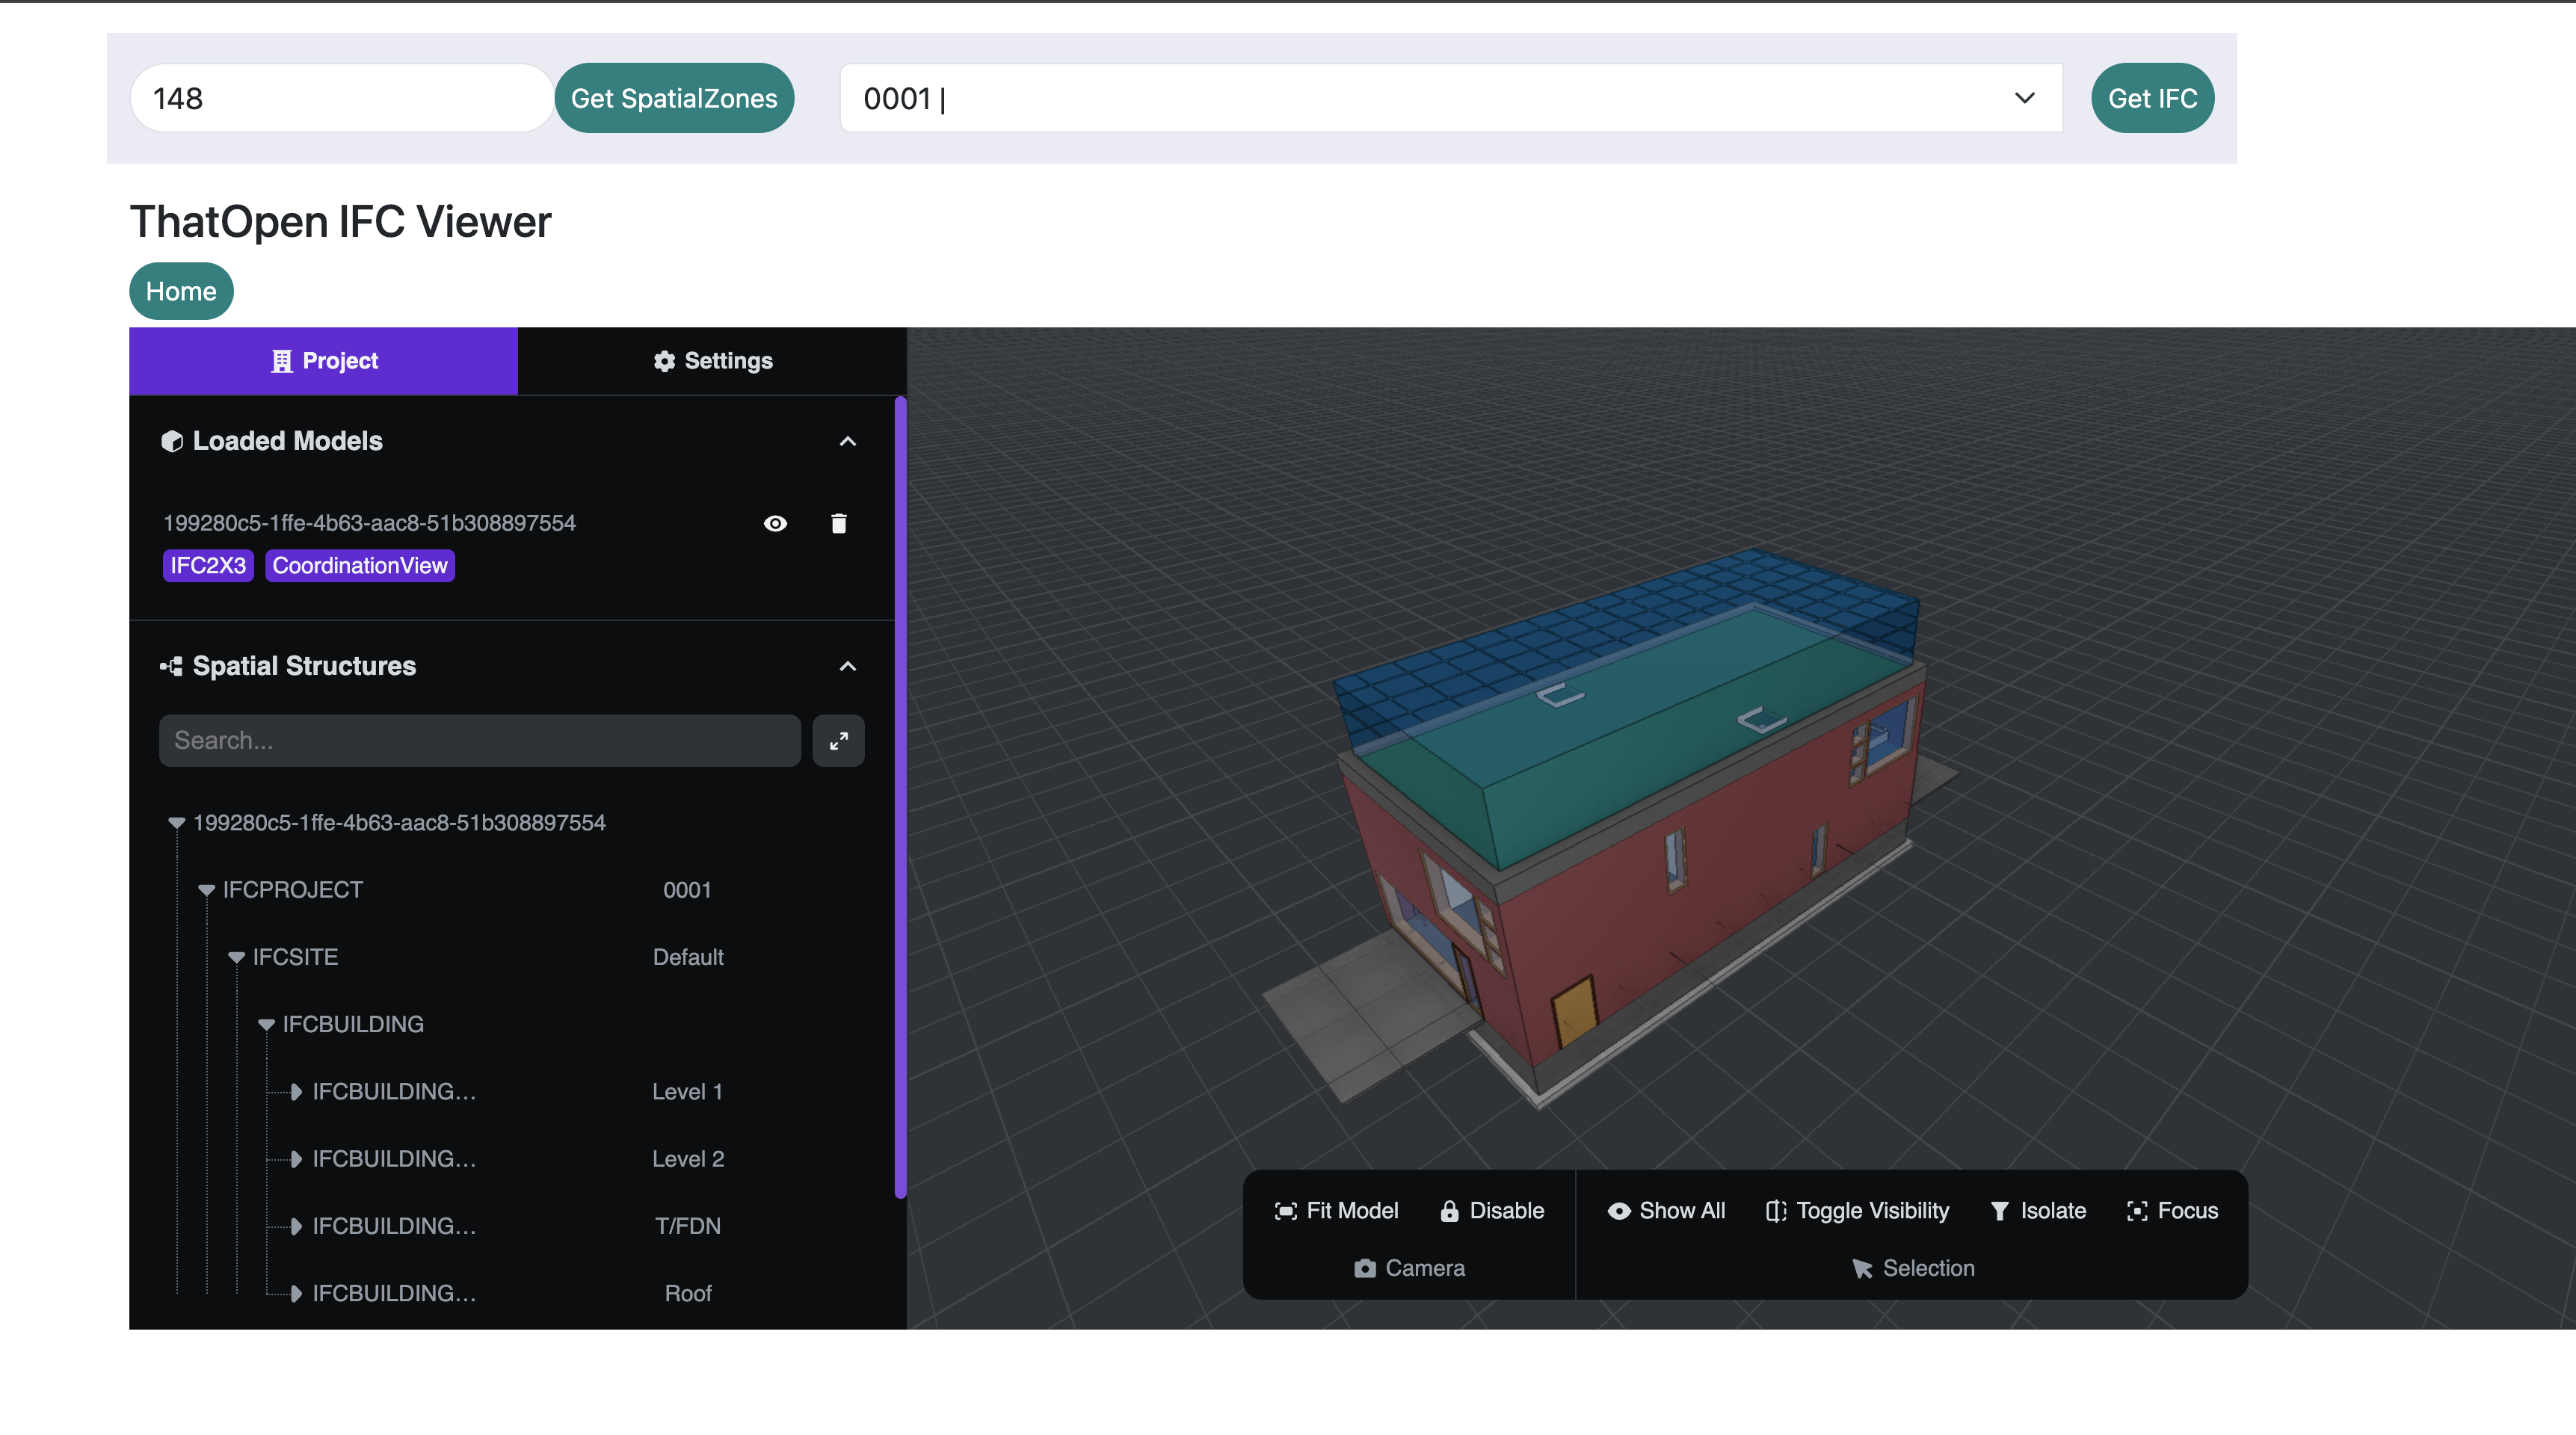 148 Get SpatialZones 0001 | Get IFC
ThatOpen IFC Viewer
Home
Project Settings
Loaded Models
199280c5-1ffe-4b63-aac8-51b308897554
IFC2X3 CoordinationView
Spatial Structures
Search...
199280c5-1ffe-4b63-aac8-51b308897554
IFCPROJECT 0001
IFCSITE Default
IFCBUILDING
IFCBUILDING... Level 1
IFCBUILDING... Level 2
IFCBUILDING... T/FDN
IFCBUILDING... Roof
Fit Model Disable Show All Toggle Visibility Isolate Focus
Camera Selection